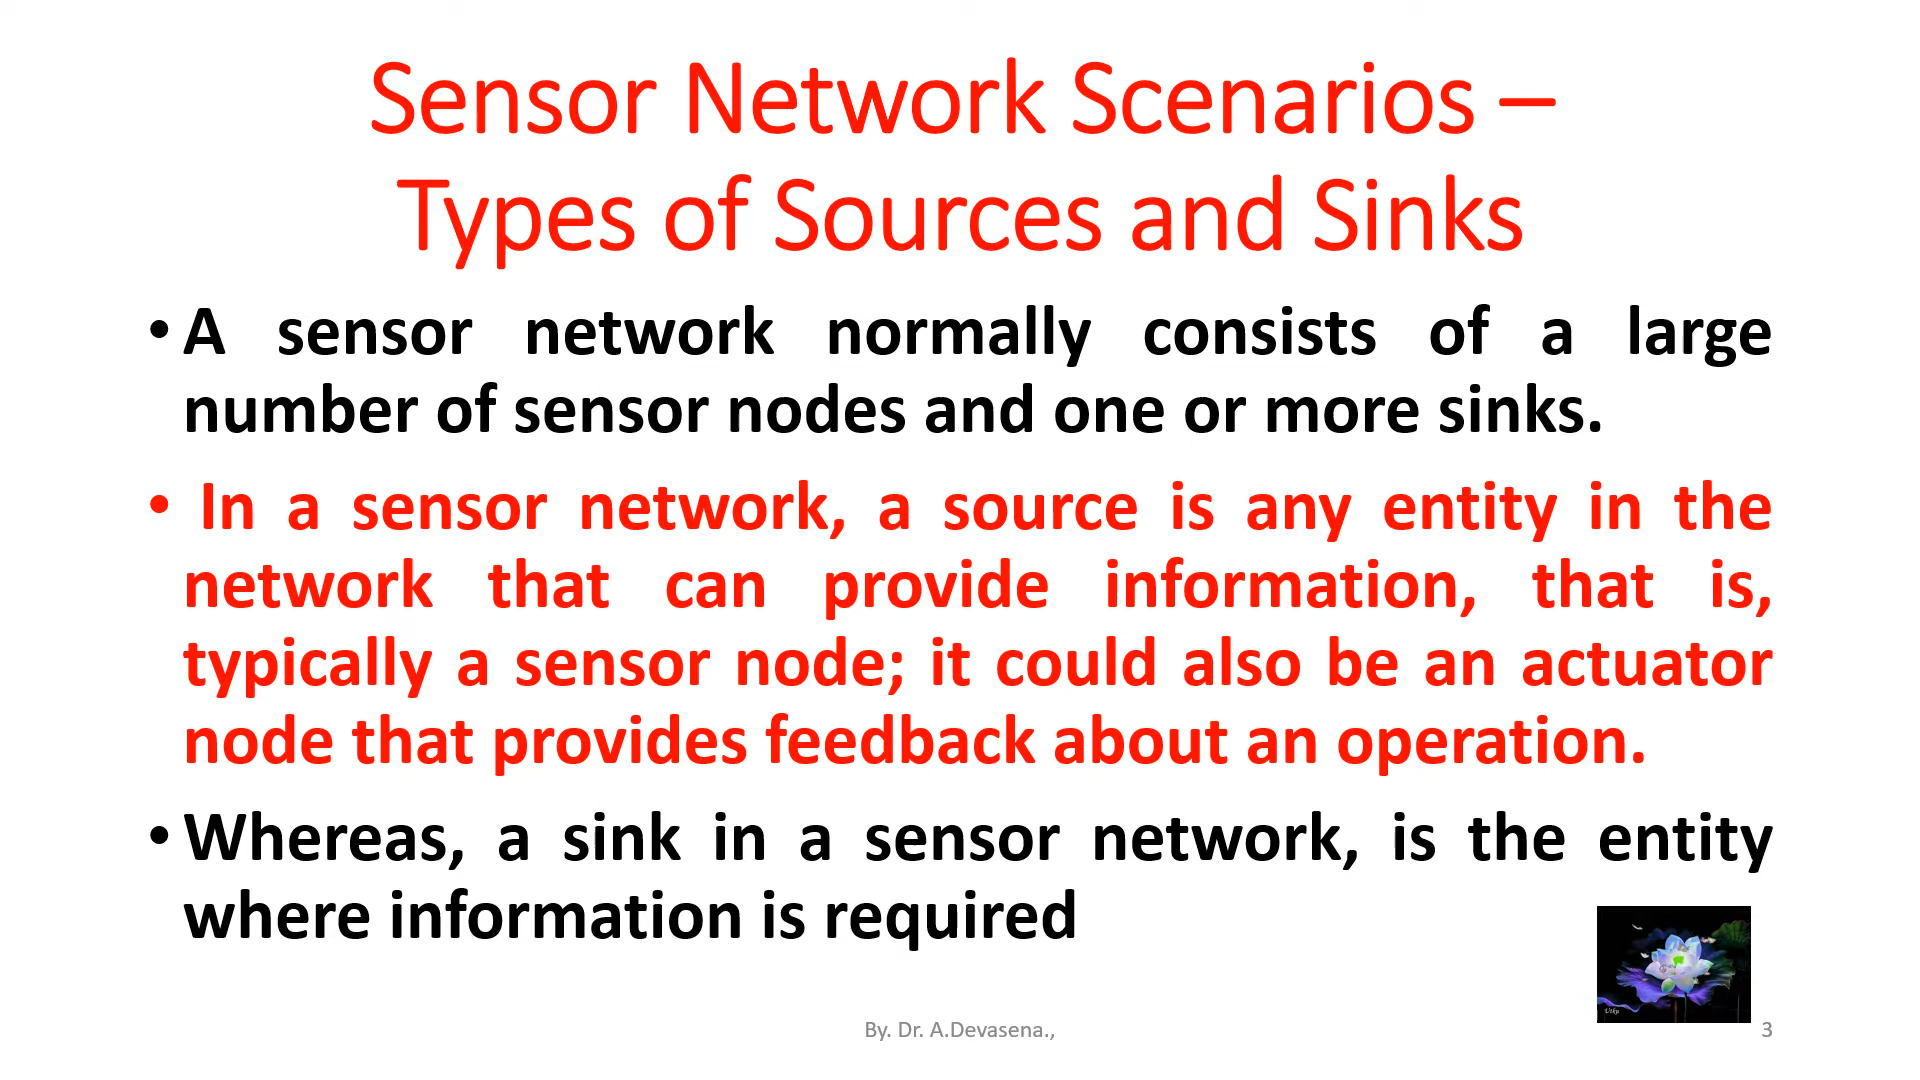 Sensor Network Scenarios –
Types of Sources and Sinks
• A sensor network normally consists of a large
number of sensor nodes and one or more sinks.
• In a sensor network, a source is any entity in the
network that can provide information, that is,
typically a sensor node; it could also be an actuator
node that provides feedback about an operation.
• Whereas, a sink in a sensor network, is the entity
where information is required
Utku
By. Dr. A.Devasena.,
3